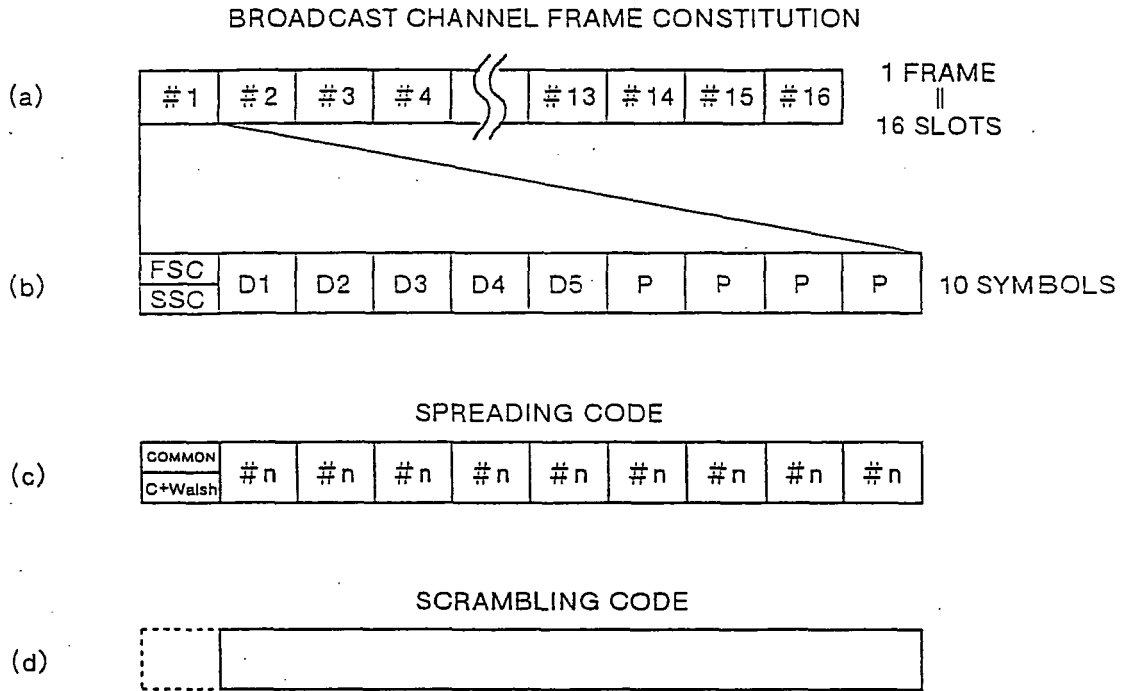 BROADCAST CHANNEL FRAME CONSTITUTION
(a)
#1 #2 #3 #4 #13 #14 #15 #16
1 FRAME
||
16 SLOTS
(b)
FSC
SSC
D1 D2 D3 D4 D5 P P P P
10 SYMBOLS
SPREADING CODE
(c)
COMMON
C+Walsh
#n #n #n #n #n #n #n #n #n
SCRAMBLING CODE
(d)